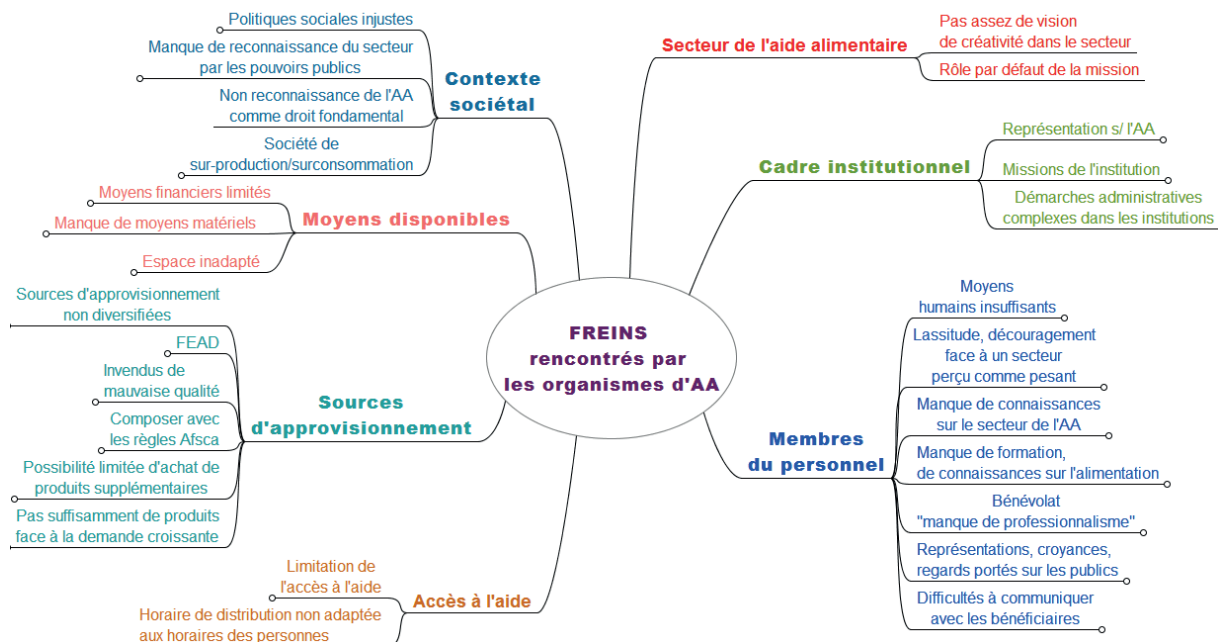 FREINS
rencontrés par
les organismes d'AA
Contexte
sociétal
Politiques sociales injustes
Manque de reconnaissance du secteur
par les pouvoirs publics
Non reconnaissance de l'AA
comme droit fondamental
Société de
sur-production/surconsommation
Moyens disponibles
Moyens financiers limités
Manque de moyens matériels
Espace inadapté
Sources
d'approvisionnement
Sources d'approvisionnement
non diversifiées
FEAD
Invendus de
mauvaise qualité
Composer avec
les règles Afsca
Possibilité limitée d'achat de
produits supplémentaires
Pas suffisamment de produits
face à la demande croissante
Accès à l'aide
Limitation de
l'accès à l'aide
Horaire de distribution non adaptée
aux horaires des personnes
Secteur de l'aide alimentaire
Pas assez de vision
de créativité dans le secteur
Rôle par défaut de la mission
Cadre institutionnel
Représentation s/ l'AA
Missions de l'institution
Démarches administratives
complexes dans les institutions
Membres
du personnel
Moyens
humains insuffisants
Lassitude, découragement
face à un secteur
perçu comme pesant
Manque de connaissances
sur le secteur de l'AA
Manque de formation,
de connaissances sur l'alimentation
Bénévolat
"manque de professionnalisme"
Représentations, croyances,
regards portés sur les publics
Difficultés à communiquer
avec les bénéficiaires